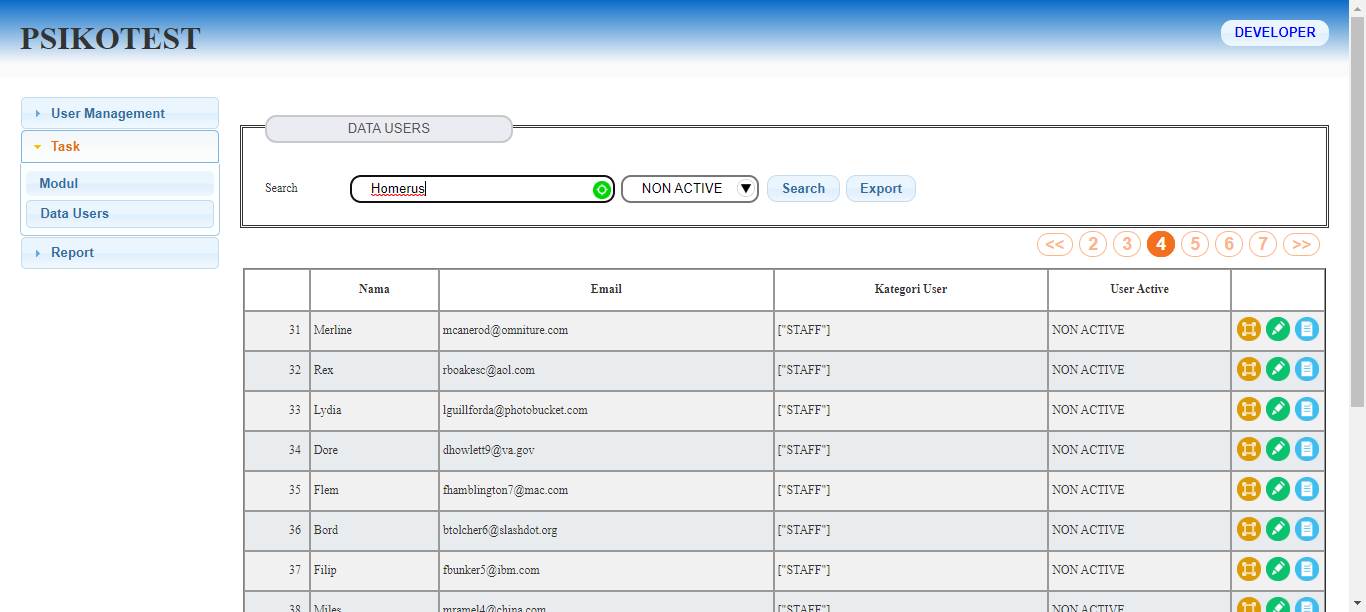 PSIKOTEST
DEVELOPER
User Management
Task
Modul
Data Users
Report
DATA USERS
Search Homerus NON ACTIVE Search Export
<< 2 3 4 5 6 7 >>
Nama Email Kategori User User Active
31 Merline mcanerod@omniture.com ["STAFF"] NON ACTIVE
32 Rex rboakesc@aol.com ["STAFF"] NON ACTIVE
33 Lydia lguillforda@photobucket.com ["STAFF"] NON ACTIVE
34 Dore dhowlett9@va.gov ["STAFF"] NON ACTIVE
35 Flem fhamblington7@mac.com ["STAFF"] NON ACTIVE
36 Bord btolcher6@slashdot.org ["STAFF"] NON ACTIVE
37 Filip fbunker5@ibm.com ["STAFF"] NON ACTIVE
38 Miles mramel4@china.com ["STAFF"] NON ACTIVE